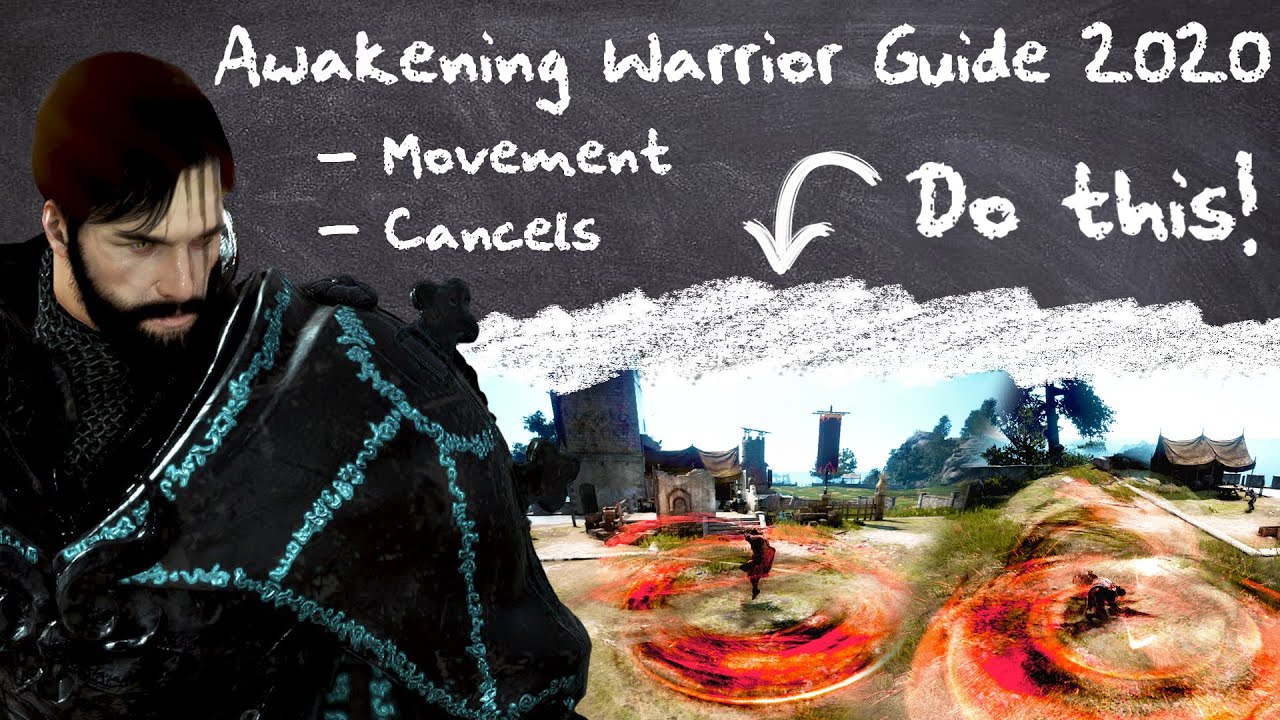 Awakening Warrior Guide 2020
– Movement
– Cancels
Do this!